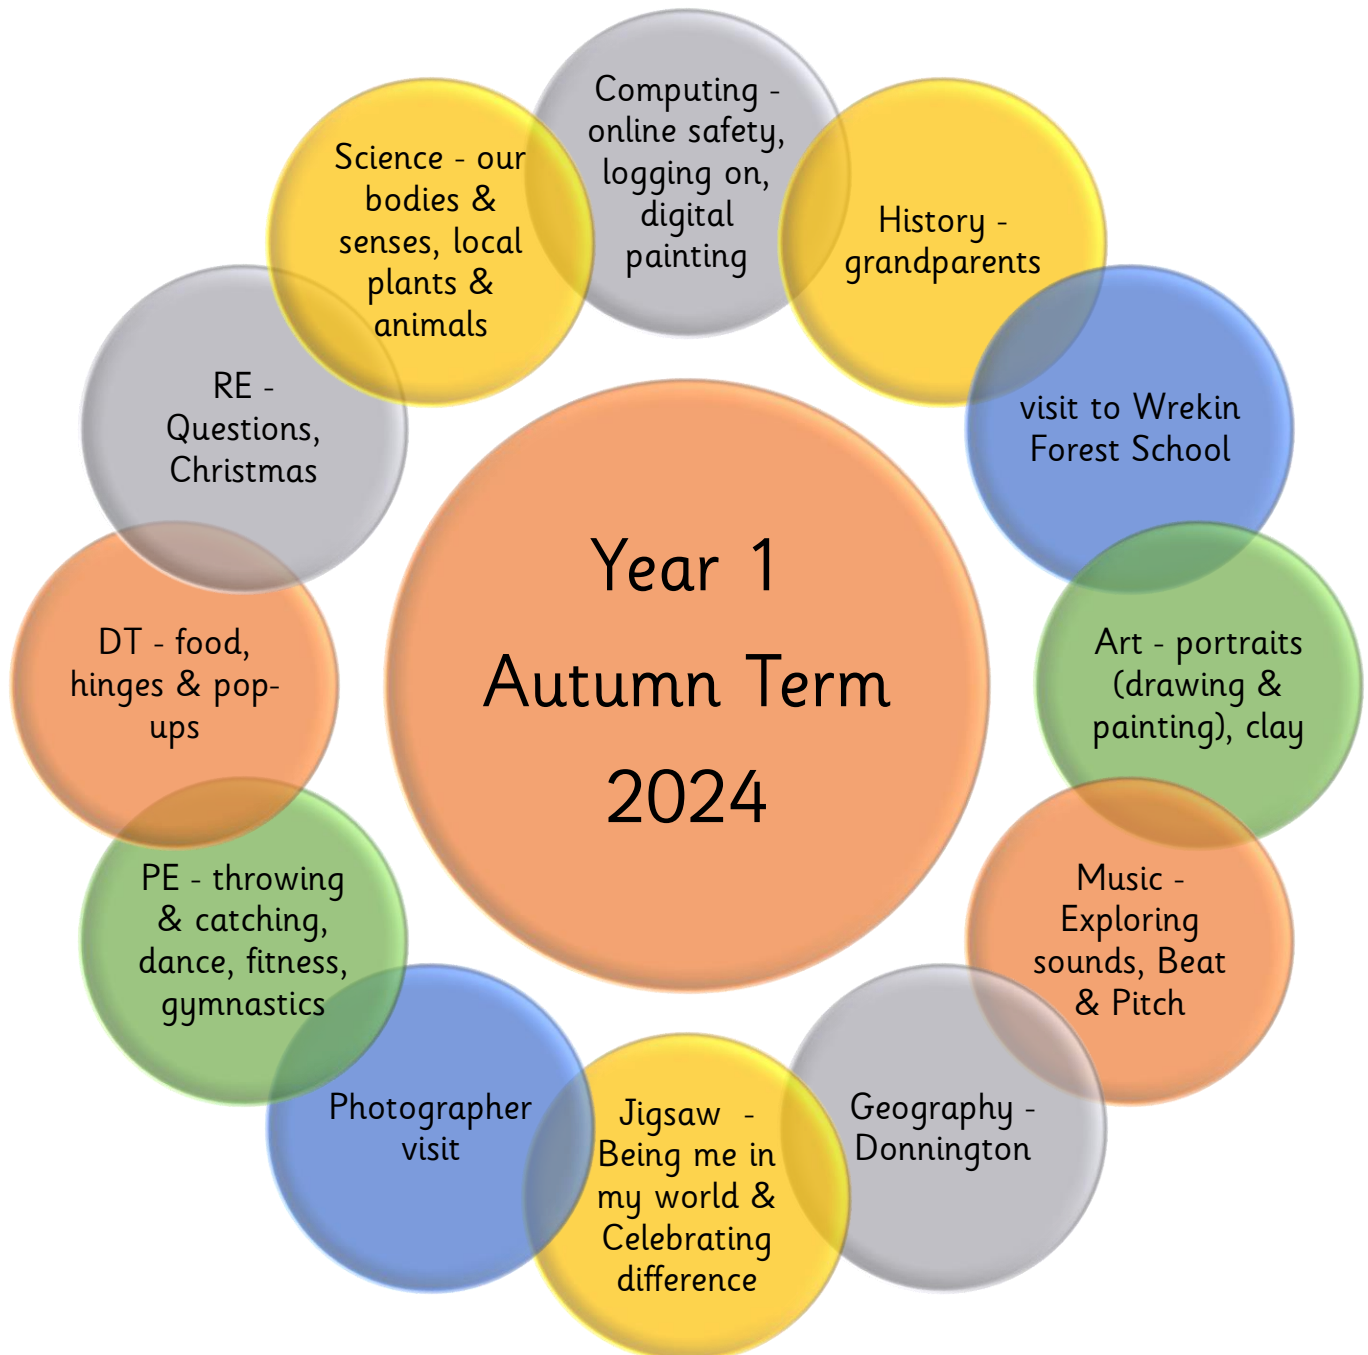 Computing -
online safety,
logging on,
digital
painting
History -
grandparents
visit to Wrekin
Forest School
Art - portraits
(drawing &
painting), clay
Music -
Exploring
sounds, Beat
& Pitch
Geography -
Donnington
Jigsaw  -
Being me in
my world &
Celebrating
difference
Photographer
visit
PE - throwing
& catching,
dance, fitness,
gymnastics
DT - food,
hinges & pop-
ups
RE -
Questions,
Christmas
Science - our
bodies &
senses, local
plants &
animals
Year 1
Autumn Term
2024